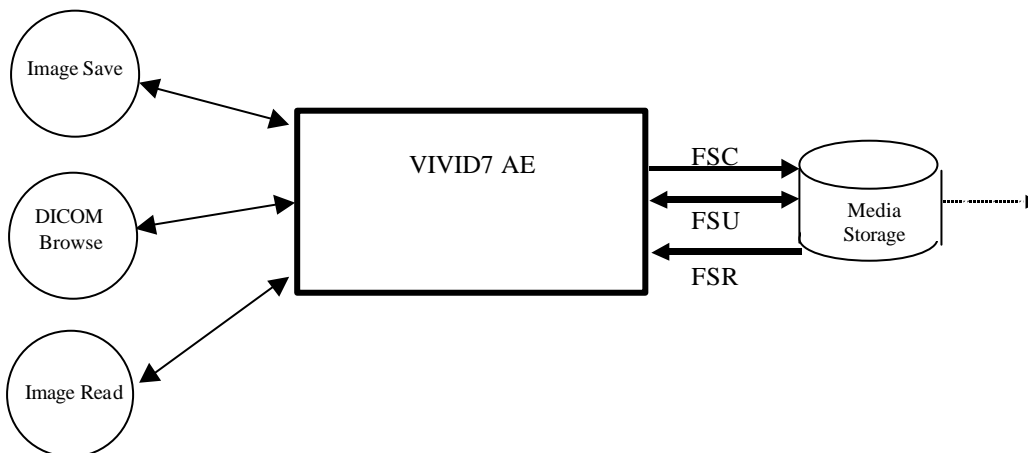 Image Save
VIVID7 AE
FSC
FSU
FSR
Media
Storage
DICOM
Browse
Image Read